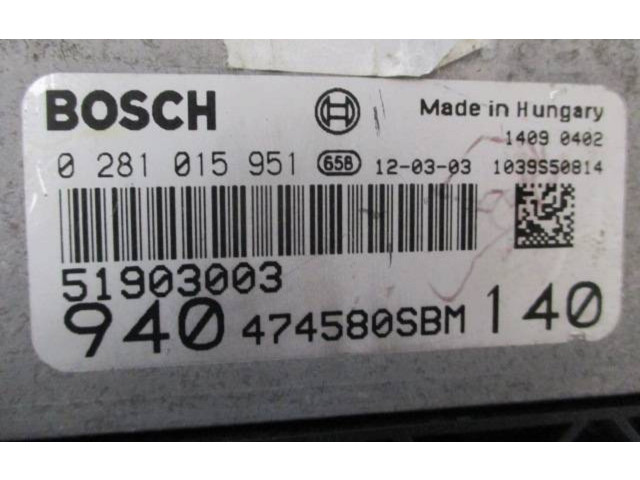 BOSCH Made in Hungary
1409 0402
0 281 015 951 658 12-03-03 1039S50814
51903003
940 474580SBM 140